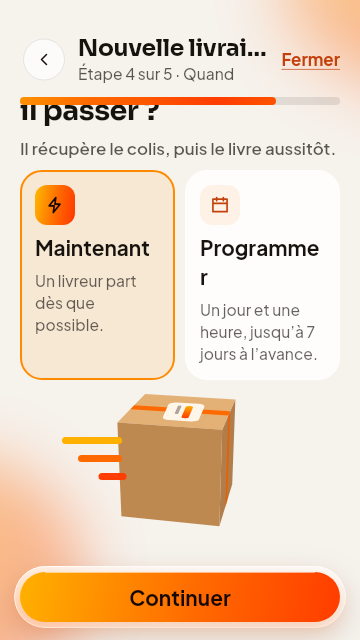 Nouvelle livrai...
Fermer
Étape 4 sur 5 · Quand
il passer ?
Il récupère le colis, puis le livre aussitôt.
Maintenant
Un livreur part
dès que
possible.
Programme
r
Un jour et une
heure, jusqu’à 7
jours à l’avance.
Continuer